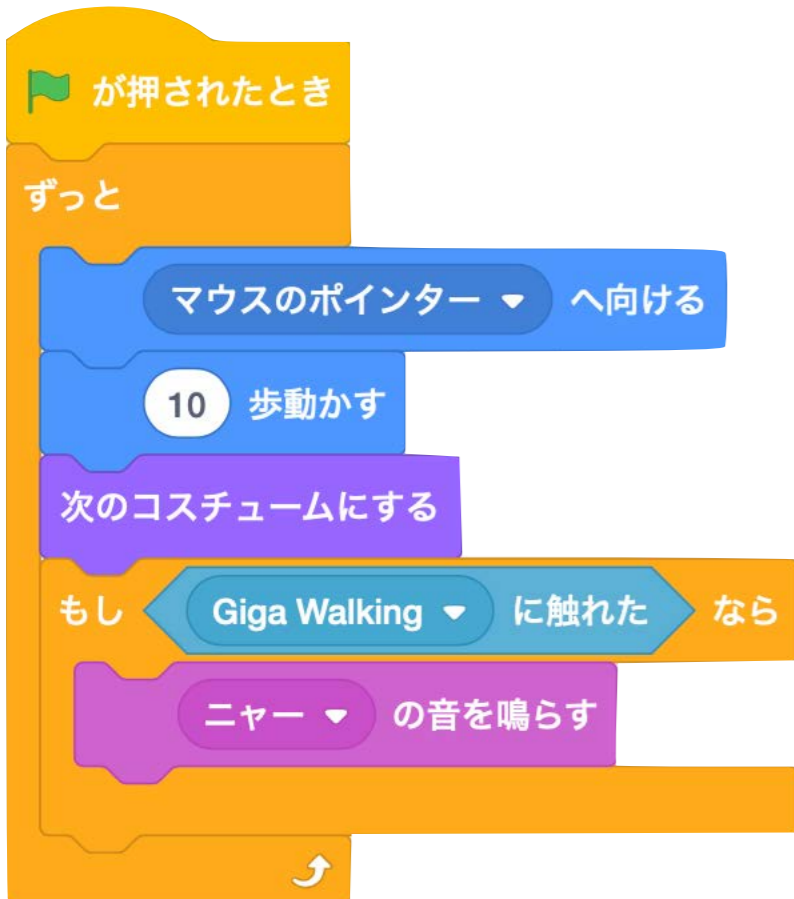 が押されたとき
ずっと
マウスのポインター へ向ける
10 歩動かす
次のコスチュームにする
もし Giga Walking に触れた なら
ニャー の音を鳴らす